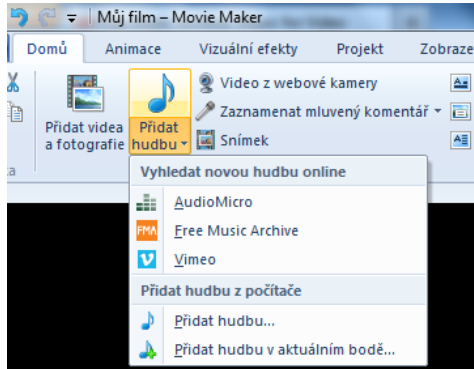 Můj film – Movie Maker
Domů Animace Vizuální efekty Projekt Zobraze
Přidat videa
a fotografie
Přidat
hudbu
Video z webové kamery
Zaznamenat mluvený komentář
Snímek
Vyhledat novou hudbu online
AudioMicro
FMA Free Music Archive
Vimeo
Přidat hudbu z počítače
Přidat hudbu...
Přidat hudbu v aktuálním bodě...